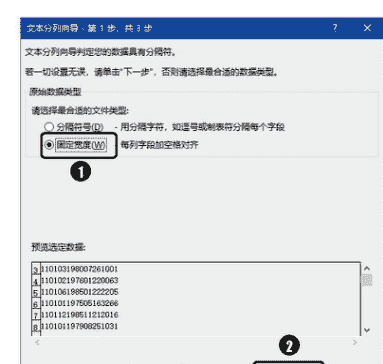 文本分列向导 - 第 1 步，共 3 步 ? ×
文本分列向导判定您的数据具有分隔符。
若一切设置无误，请单击"下一步"，否则请选择最合适的数据类型。
原始数据类型
请选择最合适的文件类型:
分隔符号(D) - 用分隔字符，如逗号或制表符分隔每个字段
固定宽度(W) - 每列字段加空格对齐
1
预览选定数据:
3 110103198007261001
4 110102197601220063
5 110106198501222205
6 110101197505163266
7 110112198511212016
8 110101197908251031
2